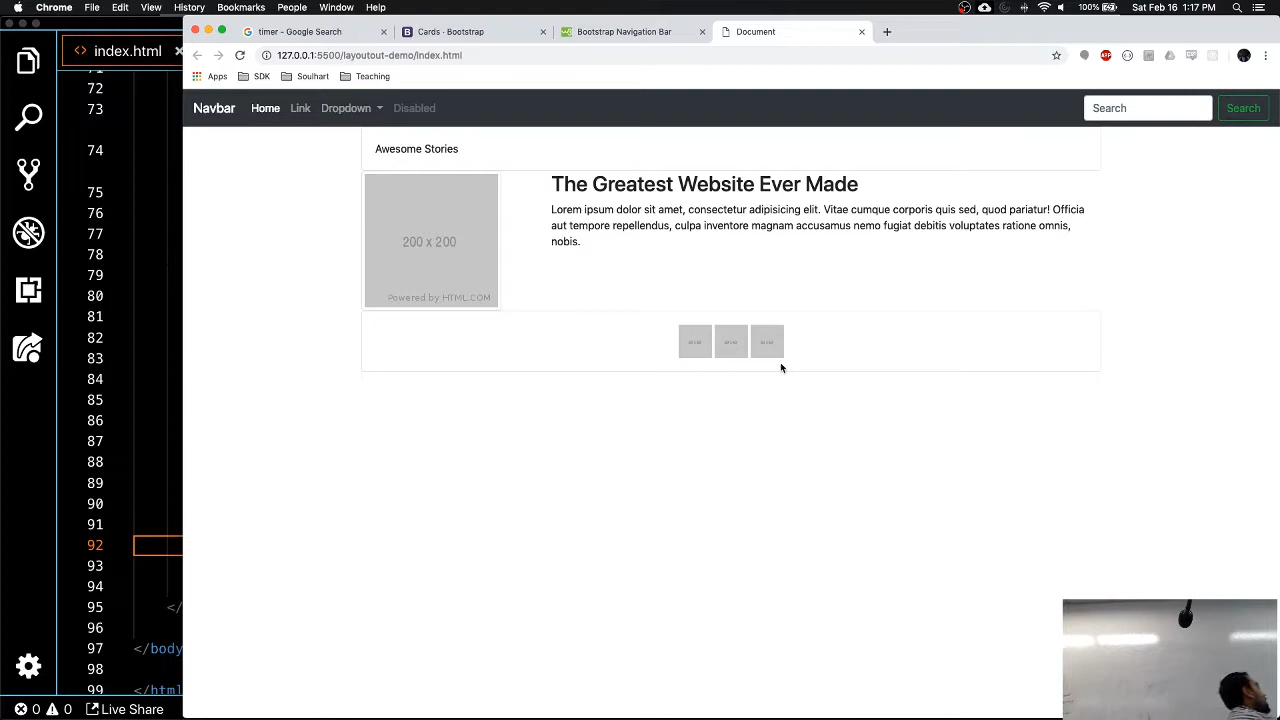 Chrome File Edit View History Bookmarks People Window Help 100% Sat Feb 16 1:17 PM
index.html
timer - Google Search
Cards · Bootstrap
Bootstrap Navigation Bar
Document
127.0.0.1:5500/layoutout-demo/index.html
Apps SDK Soulhart Teaching
Navbar Home Link Dropdown Disabled Search Search
Awesome Stories
200 x 200
Powered by HTML.COM
The Greatest Website Ever Made
Lorem ipsum dolor sit amet, consectetur adipisicing elit. Vitae cumque corporis quis sed, quod pariatur! Officia
aut tempore repellendus, culpa inventore magnam accusamus nemo fugiat debitis voluptates ratione omnis,
nobis.
72
73
74
75
76
77
78
79
80
81
82
83
84
85
86
87
88
89
90
91
92
93
94
95 </
96
97 </body
98
99 </html
0 0 Live Share